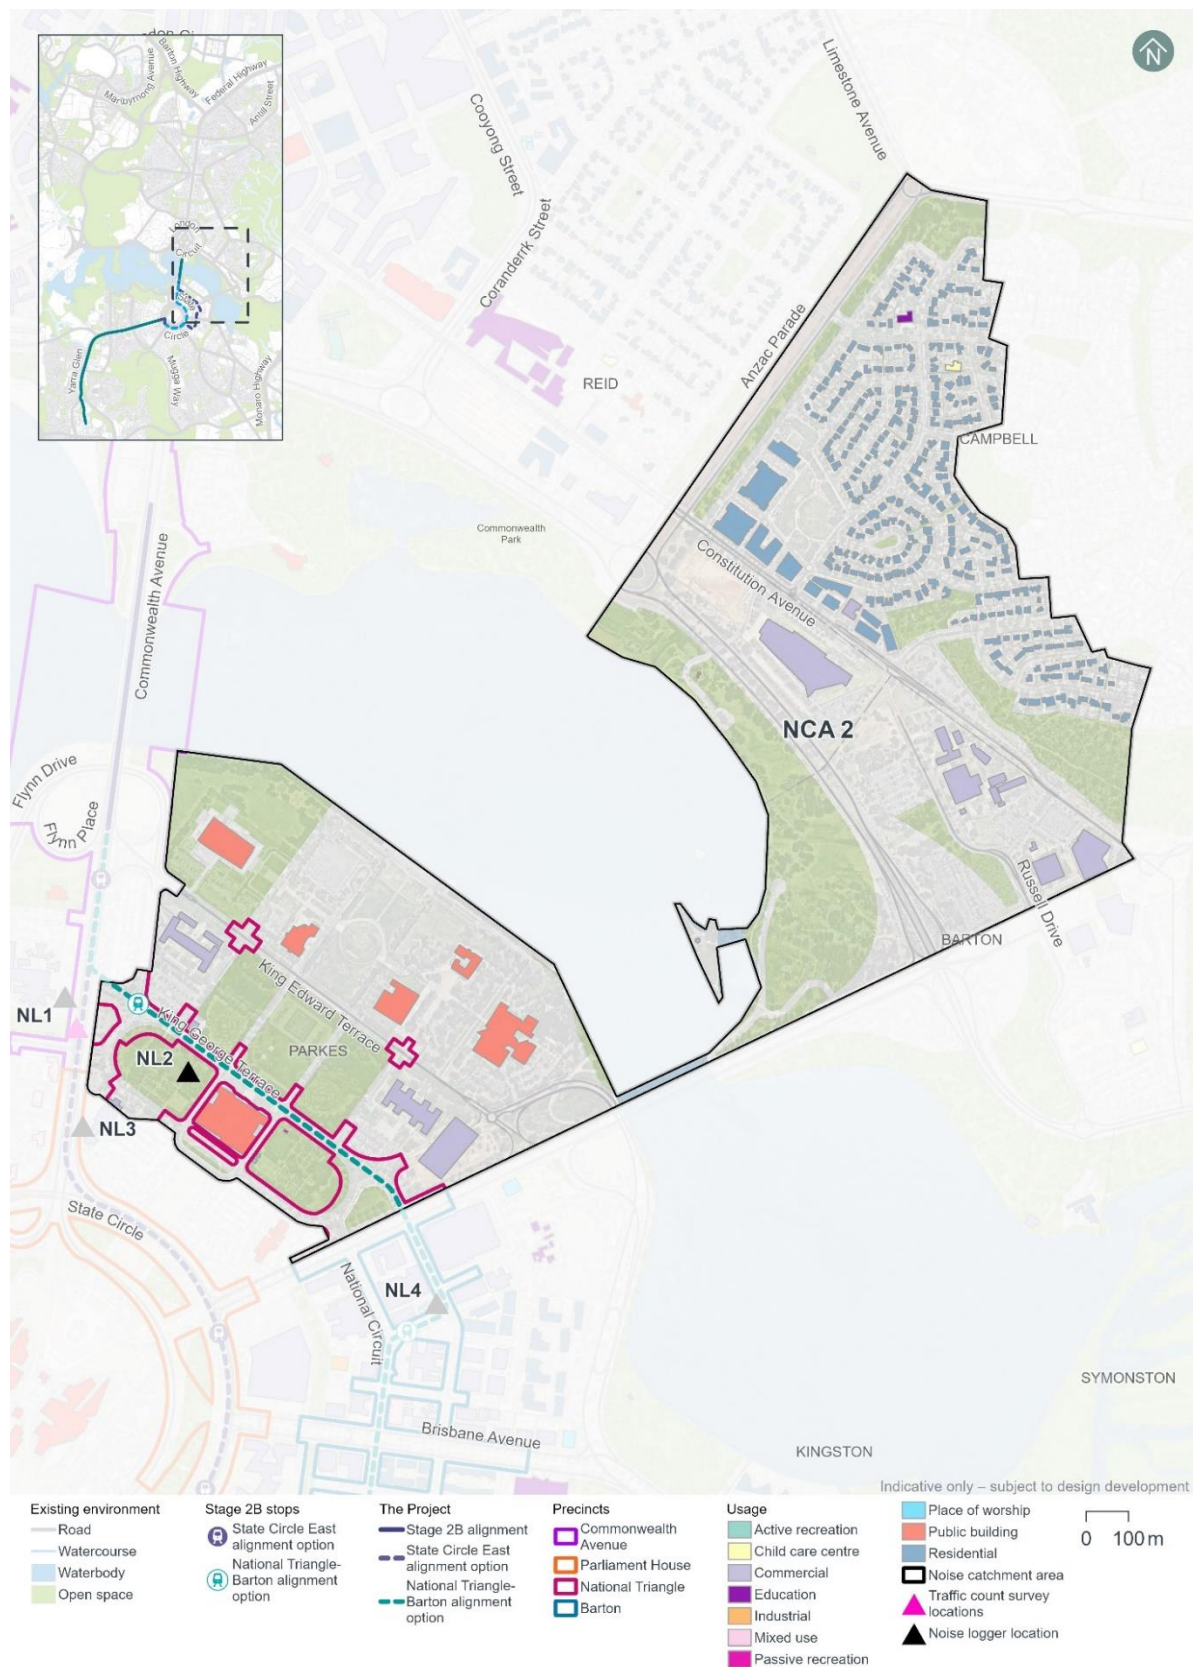 Maribyrnong Avenue
Barton Highway
Federal Highway
Antill Street
London
Circuit
State
Circle
Yarra Glen
Mugga Way
Monaro Highway
N
Limestone Avenue
Cooyong Street
Coranderrk Street
Anzac Parade
REID
CAMPBELL
Commonwealth
Park
Constitution Avenue
Commonwealth Avenue
NCA 2
Flynn Drive
Flynn Place
Russell Drive
BARTON
King Edward Terrace
NL1
King George Terrace
PARKES
NL2
NL3
State Circle
National Circuit
NL4
SYMONSTON
Brisbane Avenue
KINGSTON
Indicative only – subject to design development
Existing environment
Road
Watercourse
Waterbody
Open space
Stage 2B stops
State Circle East
alignment option
National Triangle-
Barton alignment
option
The Project
Stage 2B alignment
State Circle East
alignment option
National Triangle-
Barton alignment
option
Precincts
Commonwealth
Avenue
Parliament House
National Triangle
Barton
Usage
Active recreation
Child care centre
Commercial
Education
Industrial
Mixed use
Passive recreation
Place of worship
Public building
Residential
Noise catchment area
Traffic count survey
locations
Noise logger location
0 100 m